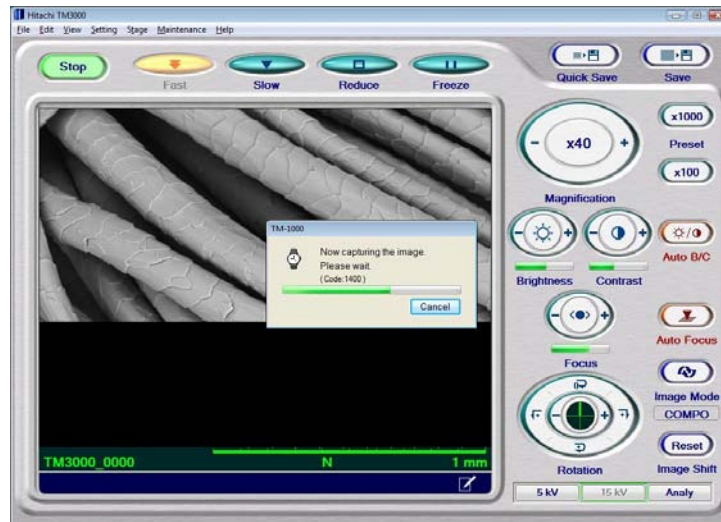 Hitachi TM3000
File Edit View Setting Stage Maintenance Help
Stop
Fast
Slow
Reduce
Freeze
Quick Save
Save
- x40 +
Magnification
x1000
Preset
x100
- +
Brightness
- +
Contrast
Auto B/C
- +
Focus
Auto Focus
Image Mode
COMPO
- +
Rotation
Reset
Image Shift
5 kV
15 kV
Analy
TM-1000
Now capturing the image.
Please wait.
(Code:1400)
Cancel
TM3000_0000 N 1 mm